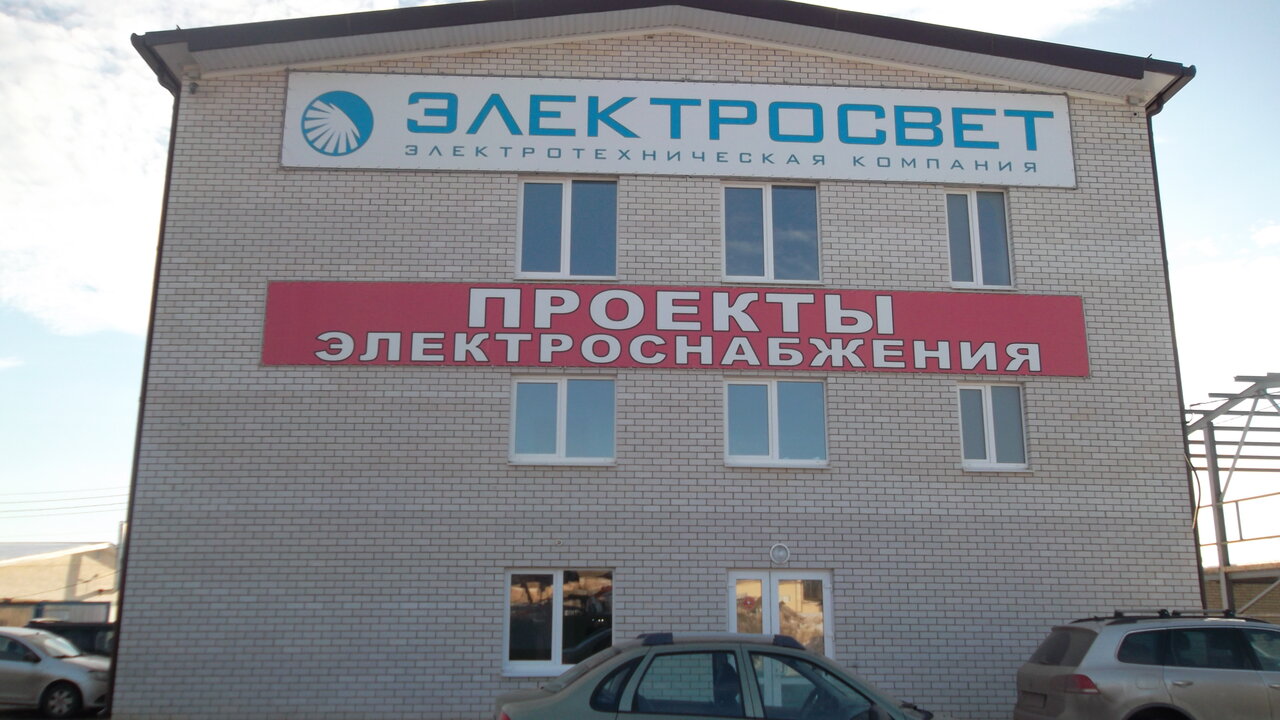 ЭЛЕКТРОСВЕТ
ЭЛЕКТРОТЕХНИЧЕСКАЯ КОМПАНИЯ
ПРОЕКТЫ
ЭЛЕКТРОСНАБЖЕНИЯ